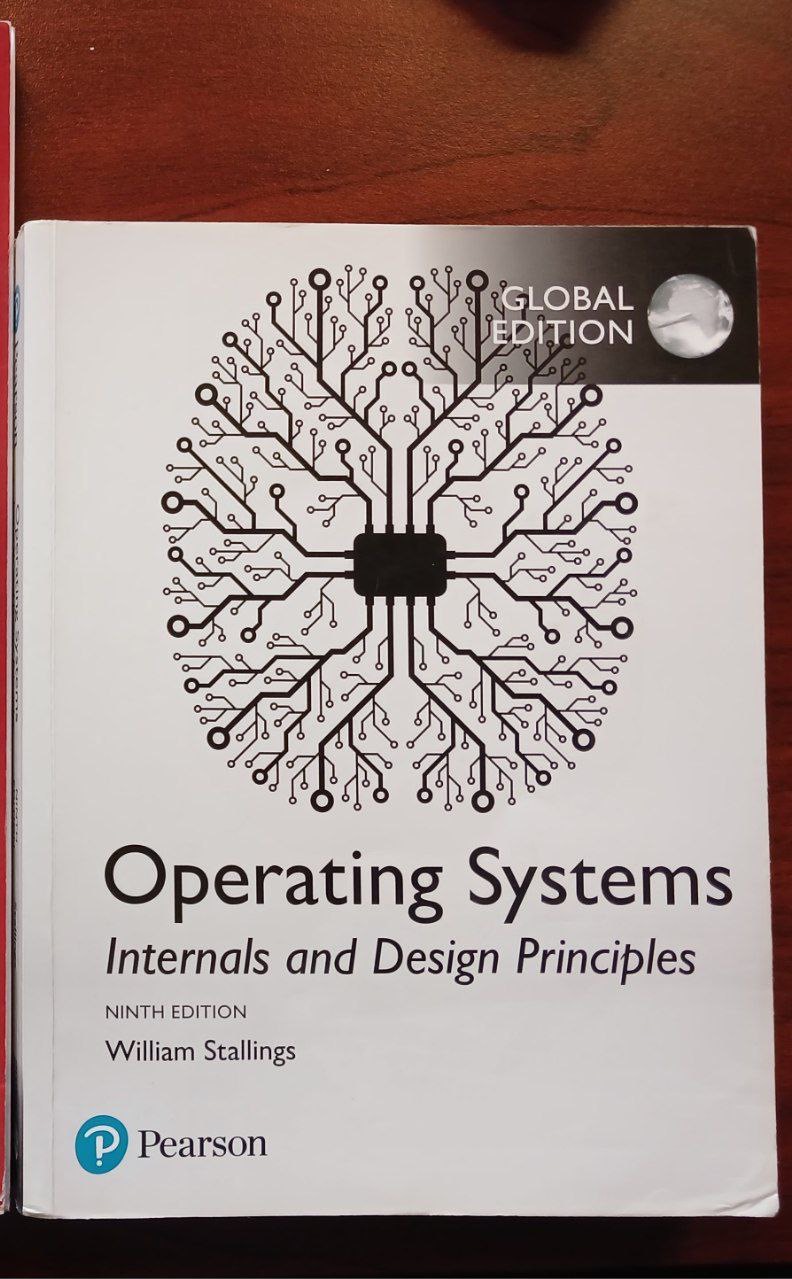 GLOBAL
EDITION
Operating Systems
Internals and Design Principles
NINTH EDITION
William Stallings
Pearson